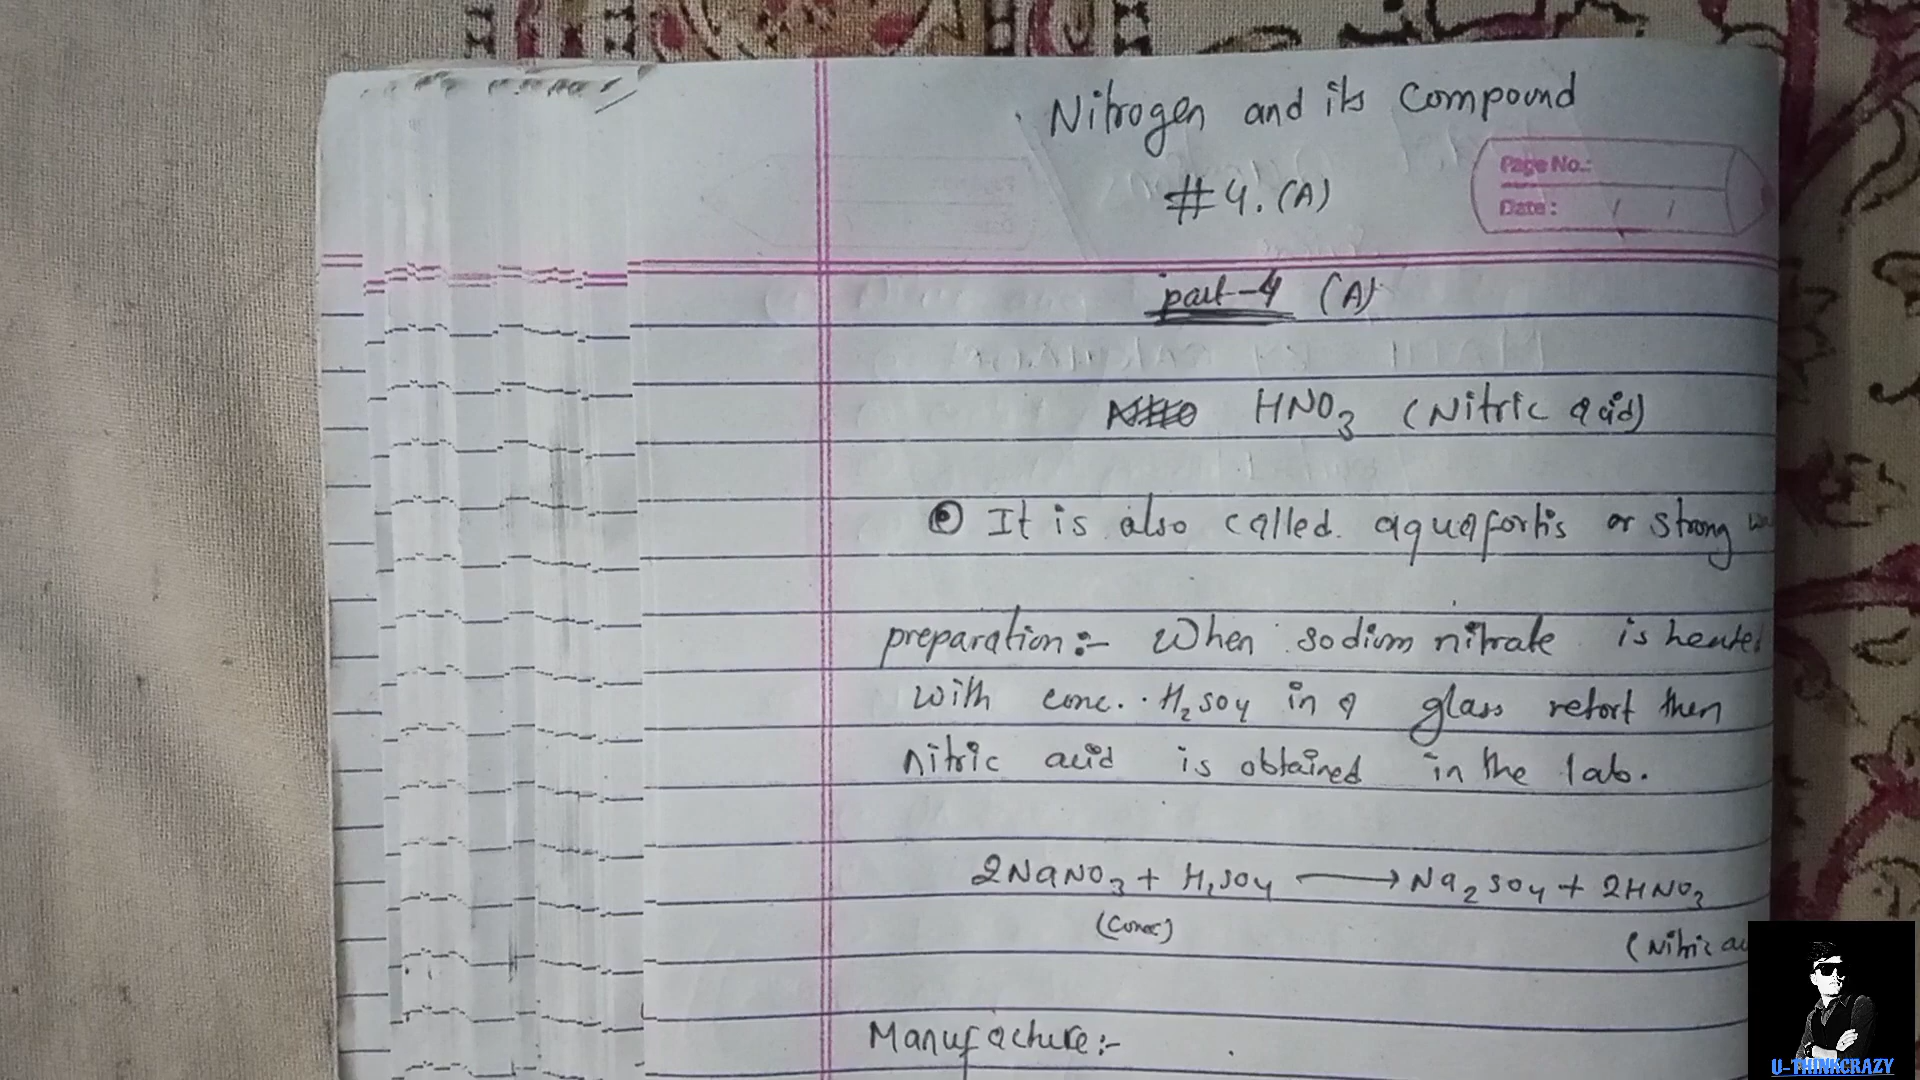 Nitrogen and its Compound
#4. (A)
Page No.:
Date:
part-4 (A)
HNO3 (Nitric acid)
It is also called. aquafortis or strong
preparation :- When sodium nitrate is heated
with conc. H2SO4 in a glass retort then
nitric acid is obtained in the lab.
2NaNO3 + H2SO4 ⟶ Na2SO4 + 2HNO3
(Conc)
(Nitric
Manufacture :-
U-THINKCRAZY